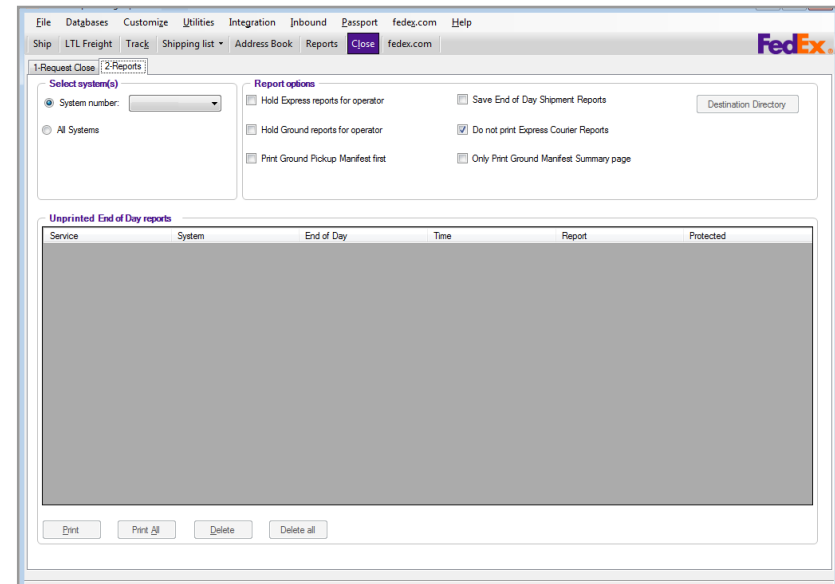 File Databases Customize Utilities Integration Inbound Passport fedex.com Help
Ship LTL Freight Track Shipping list Address Book Reports Close fedex.com
FedEx.
1-Request Close 2-Reports
Select system(s)
System number:
All Systems
Report options
Hold Express reports for operator
Save End of Day Shipment Reports
Destination Directory
Hold Ground reports for operator
Do not print Express Courier Reports
Print Ground Pickup Manifest first
Only Print Ground Manifest Summary page
Unprinted End of Day reports
Service System End of Day Time Report Protected
Print Print All Delete Delete all